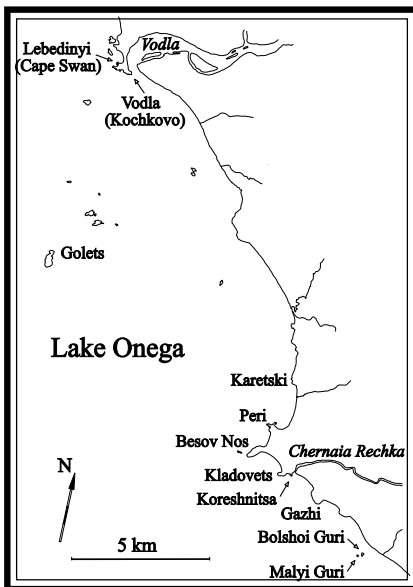 Vodla
Lebedinyi
(Cape Swan)
Vodla
(Kochkovo)
Golets
Lake Onega
Karetski
Peri
Besov Nos
Chernaia Rechka
N
Kladovets
Koreshnitsa
Gazhi
5 km
Bolshoi Guri
Malyi Guri